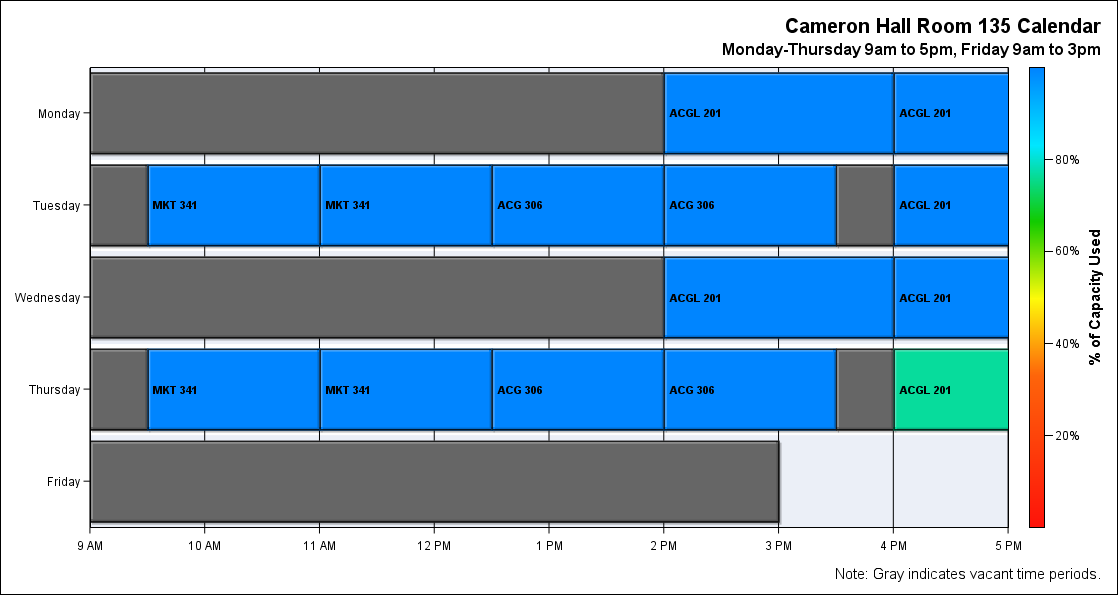 Cameron Hall Room 135 Calendar
Monday-Thursday 9am to 5pm, Friday 9am to 3pm
Monday
ACGL 201
ACGL 201
Tuesday
MKT 341
MKT 341
ACG 306
ACG 306
ACGL 201
Wednesday
ACGL 201
ACGL 201
Thursday
MKT 341
MKT 341
ACG 306
ACG 306
ACGL 201
Friday
9 AM
10 AM
11 AM
12 PM
1 PM
2 PM
3 PM
4 PM
5 PM
80%
60%
40%
20%
% of Capacity Used
Note: Gray indicates vacant time periods.